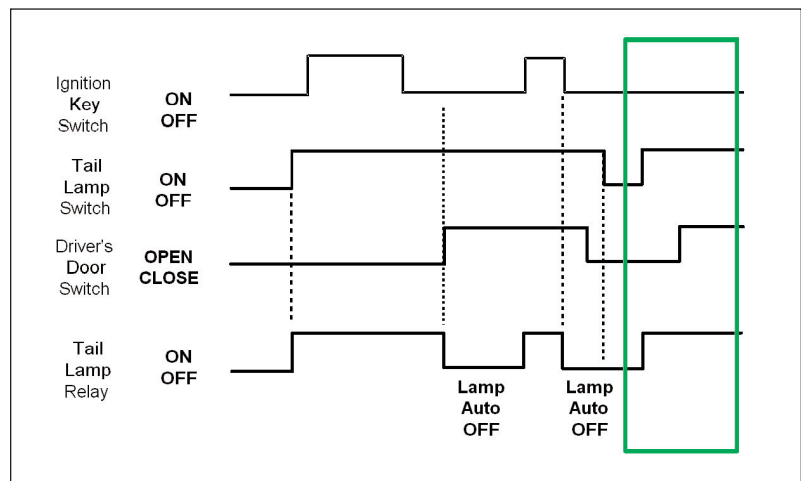 Ignition
Key
Switch
ON
OFF
Tail
Lamp
Switch
ON
OFF
Driver's
Door
Switch
OPEN
CLOSE
Tail
Lamp
Relay
ON
OFF
Lamp
Auto
OFF
Lamp
Auto
OFF